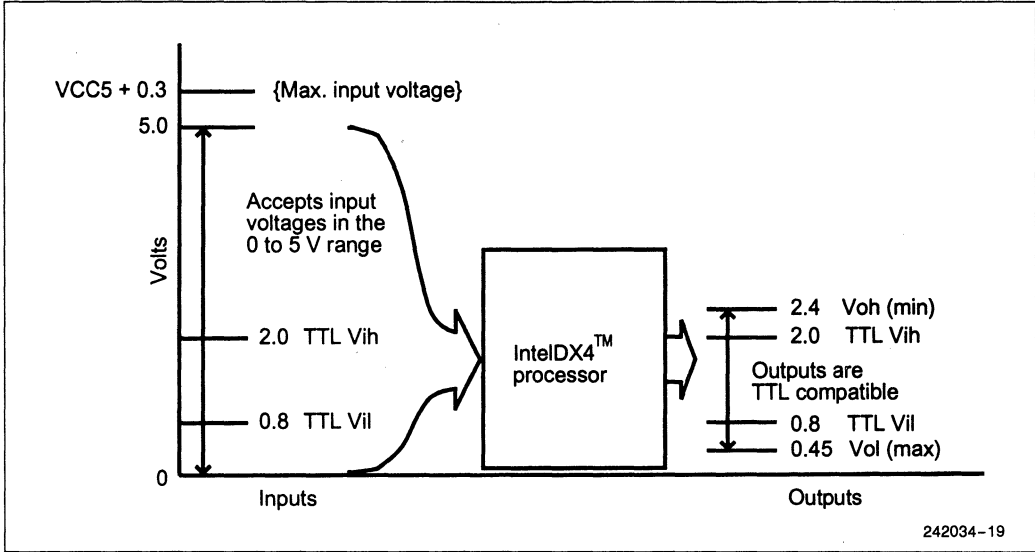 VCC5 + 0.3 {Max. input voltage}
5.0
Accepts input
voltages in the
0 to 5 V range
Volts
2.0 TTL Vih
0.8 TTL Vil
0
Inputs
IntelDX4™
processor
2.4 Voh (min)
2.0 TTL Vih
Outputs are
TTL compatible
0.8 TTL Vil
0.45 Vol (max)
Outputs
242034-19